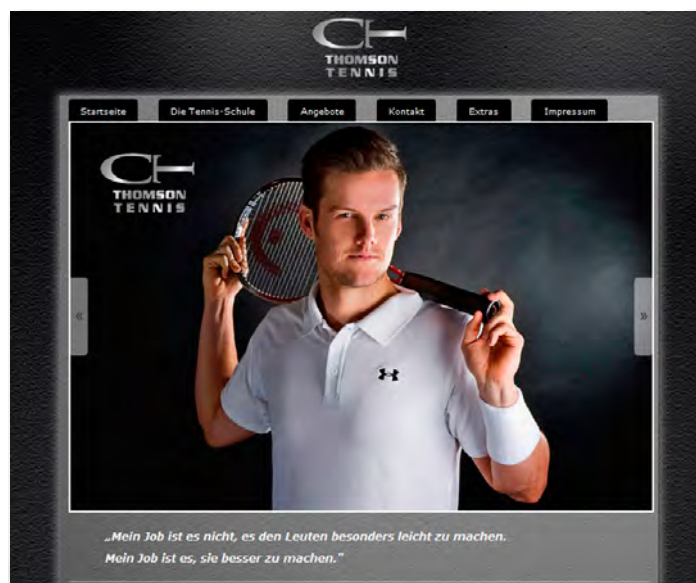 CH
THOMSON
TENNIS
Startseite
Die Tennis-Schule
Angebote
Kontakt
Extras
Impressum
CH
THOMSON
TENNIS
«
»
„Mein Job ist es nicht, es den Leuten besonders leicht zu machen.
Mein Job ist es, sie besser zu machen."